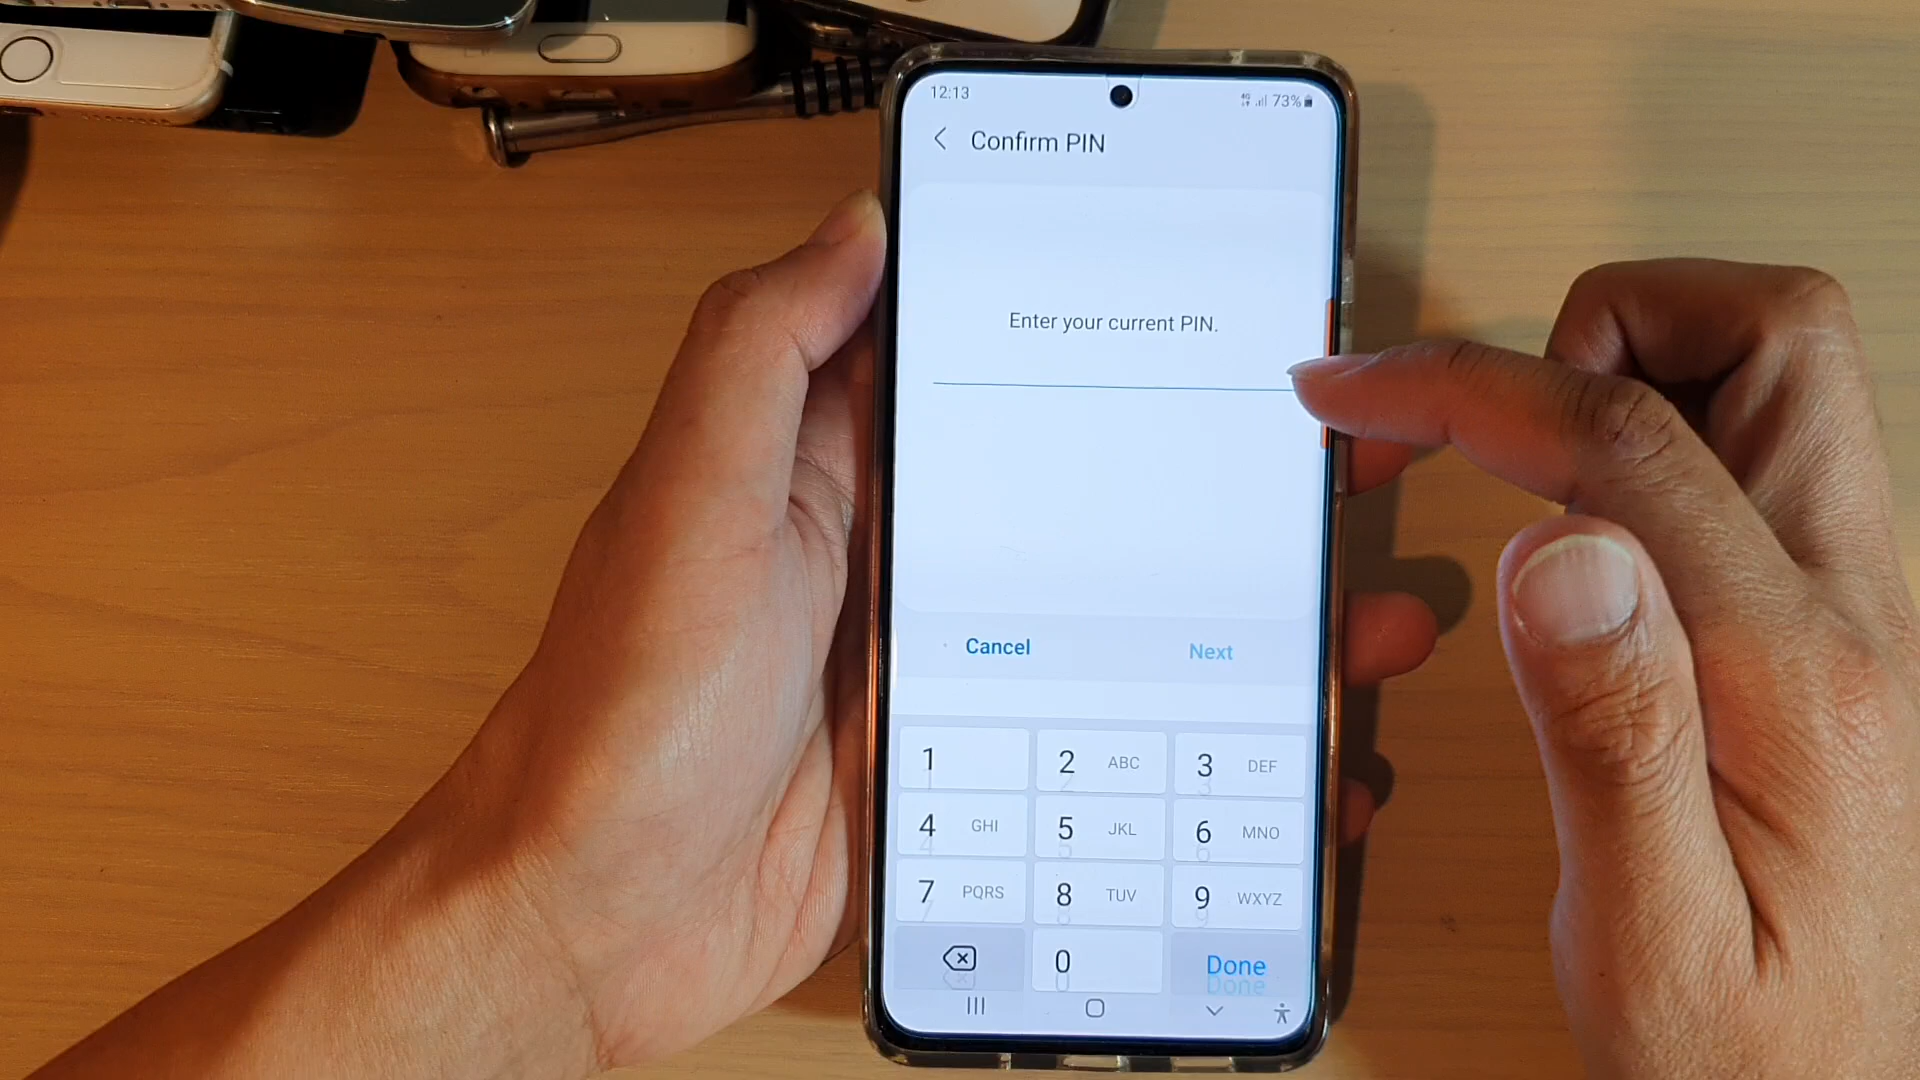 12:13
4G 73%
Confirm PIN
Enter your current PIN.
Cancel Next
1 2 ABC 3 DEF
4 GHI 5 JKL 6 MNO
7 PQRS 8 TUV 9 WXYZ
0 Done